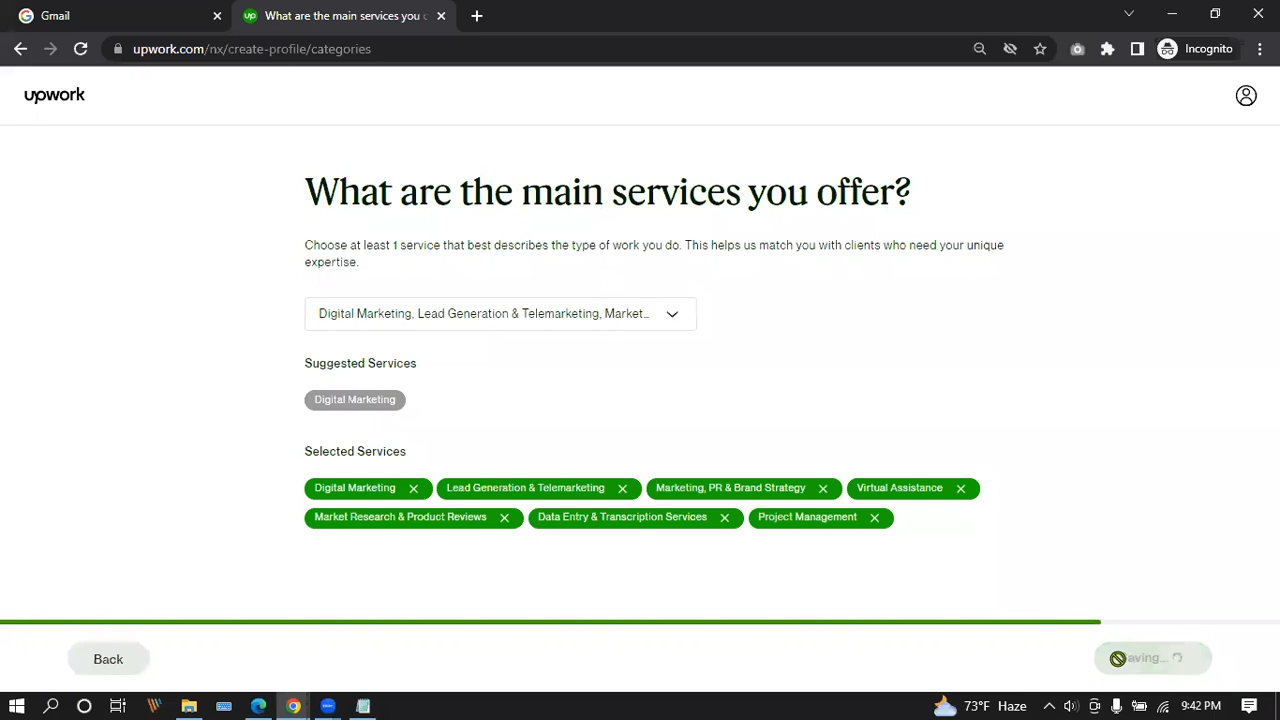 Gmail
What are the main services you o
upwork.com/nx/create-profile/categories
Incognito
upwork
What are the main services you offer?
Choose at least 1 service that best describes the type of work you do. This helps us match you with clients who need your unique
expertise.
Digital Marketing, Lead Generation & Telemarketing, Market...
Suggested Services
Digital Marketing
Selected Services
Digital Marketing
Lead Generation & Telemarketing
Marketing, PR & Brand Strategy
Virtual Assistance
Market Research & Product Reviews
Data Entry & Transcription Services
Project Management
Back
aving...
73°F Haze
9:42 PM